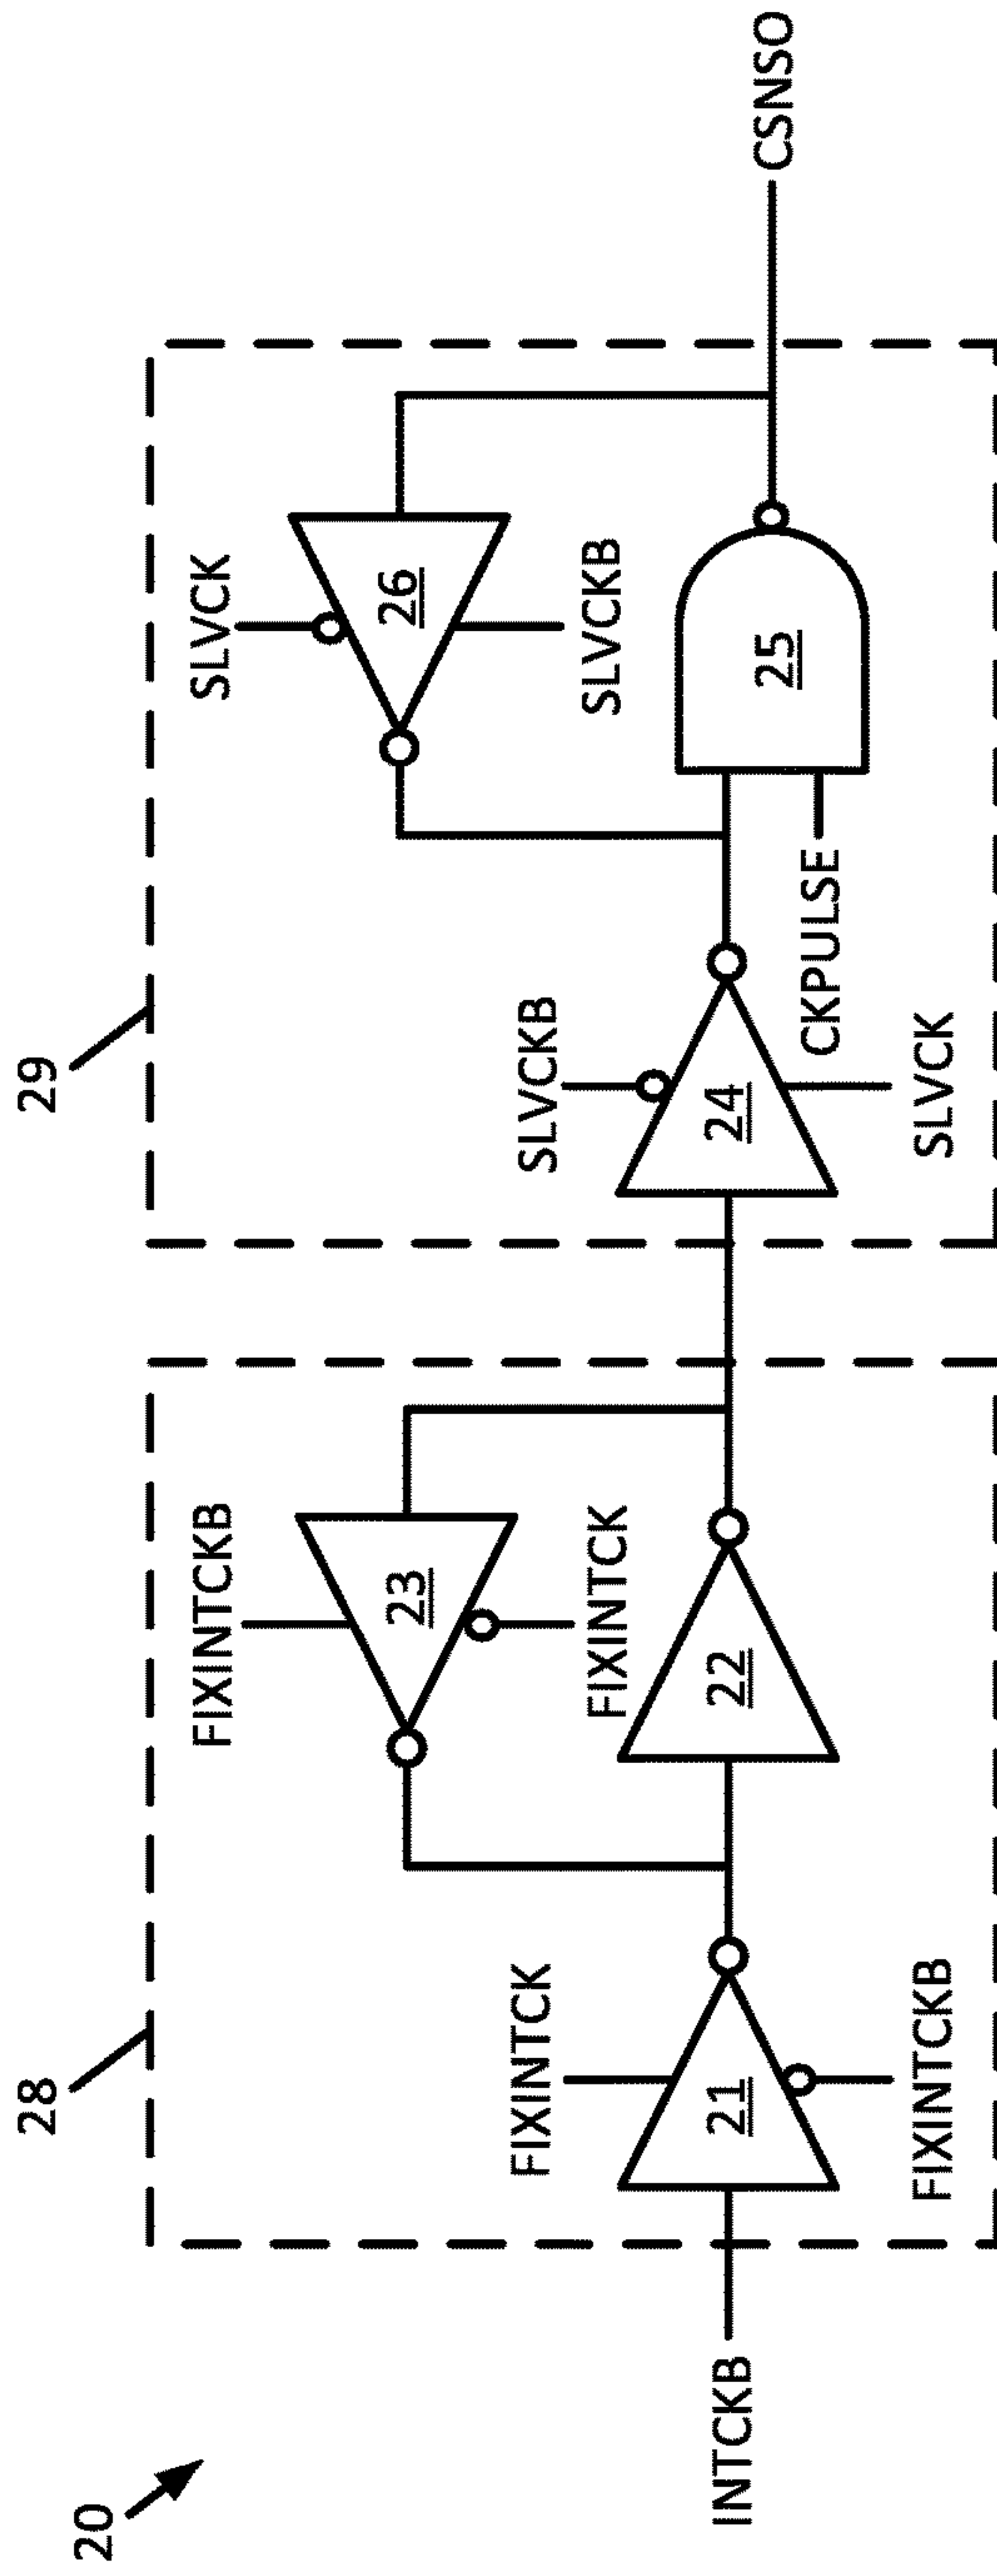 20
28
29
INTCKB
FIXINTCK
21
FIXINTCKB
FIXINTCKB
23
FIXINTCK
22
SLVCKB
24
SLVCK
SLVCK
26
SLVCKB
CKPULSE
25
CSNSO